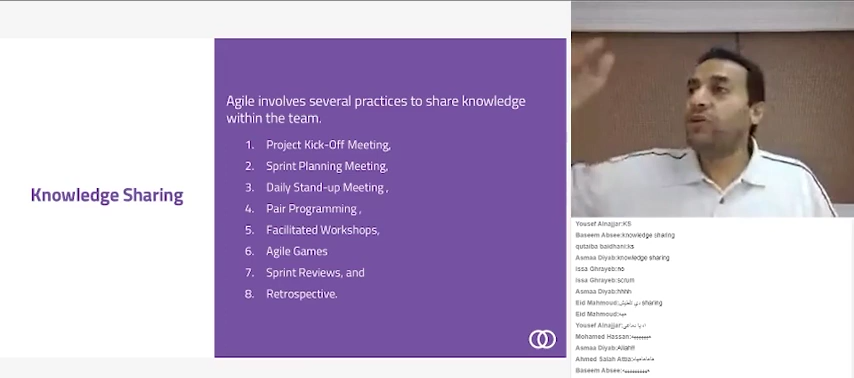 Knowledge Sharing
Agile involves several practices to share knowledge
within the team.
1. Project Kick-Off Meeting,
2. Sprint Planning Meeting,
3. Daily Stand-up Meeting ,
4. Pair Programming ,
5. Facilitated Workshops,
6. Agile Games
7. Sprint Reviews, and
8. Retrospective.
Yousef Alnajjar:KS
Baseem Absee:knowledge sharing
qutaiba baldhani:ks
Asmaa Diyab:knowledge sharing
Issa Ghrayeb:
Issa Ghrayeb:scrum
Asmaa Diyab:hhhh
Eid Mahmoud: sharing
Eid Mahmoud:
Yousef Alnajjar:
Mohamed Hassan:
Asmaa Diyab:
Ahmed Salah Attia:
Baseem Absee: